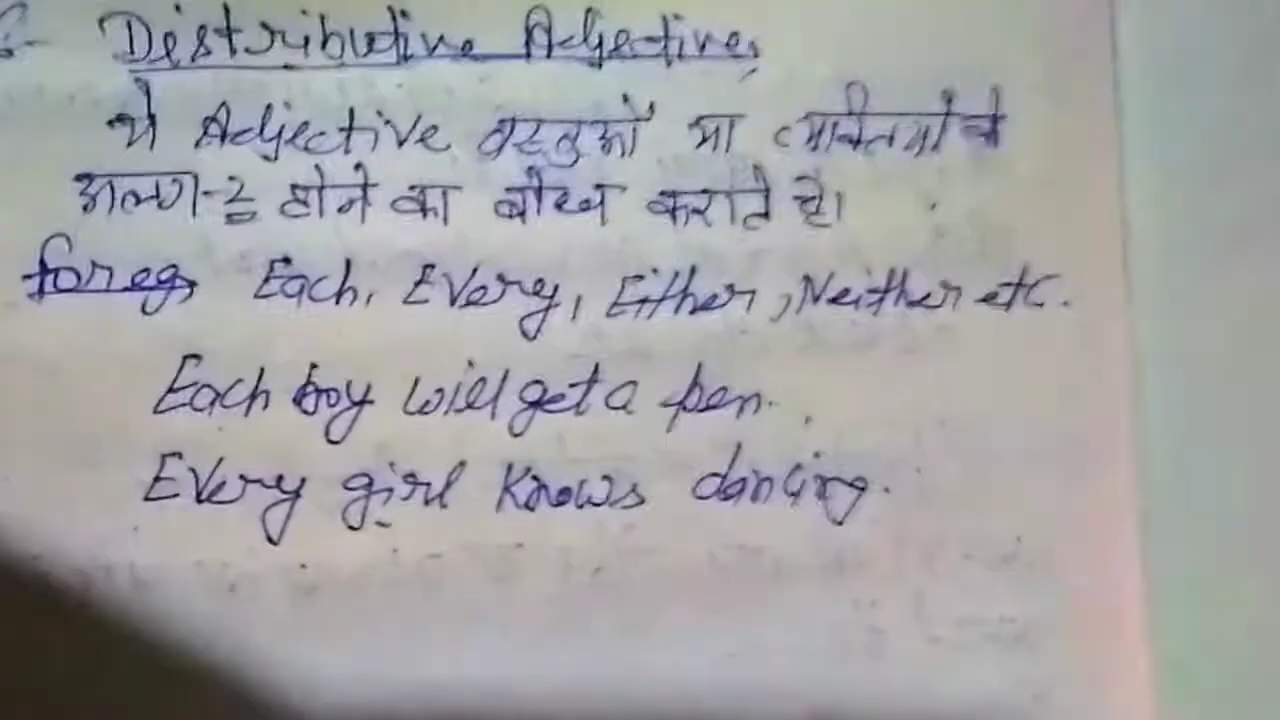 Distributive Adjective,
ये Adjective वस्तुओं या व्यक्तियों के
अलग-2 होने का बोध कराते है।
for eg, Each, Every, Either, Neither etc.
Each boy will get a pen.
Every girl knows dancing.